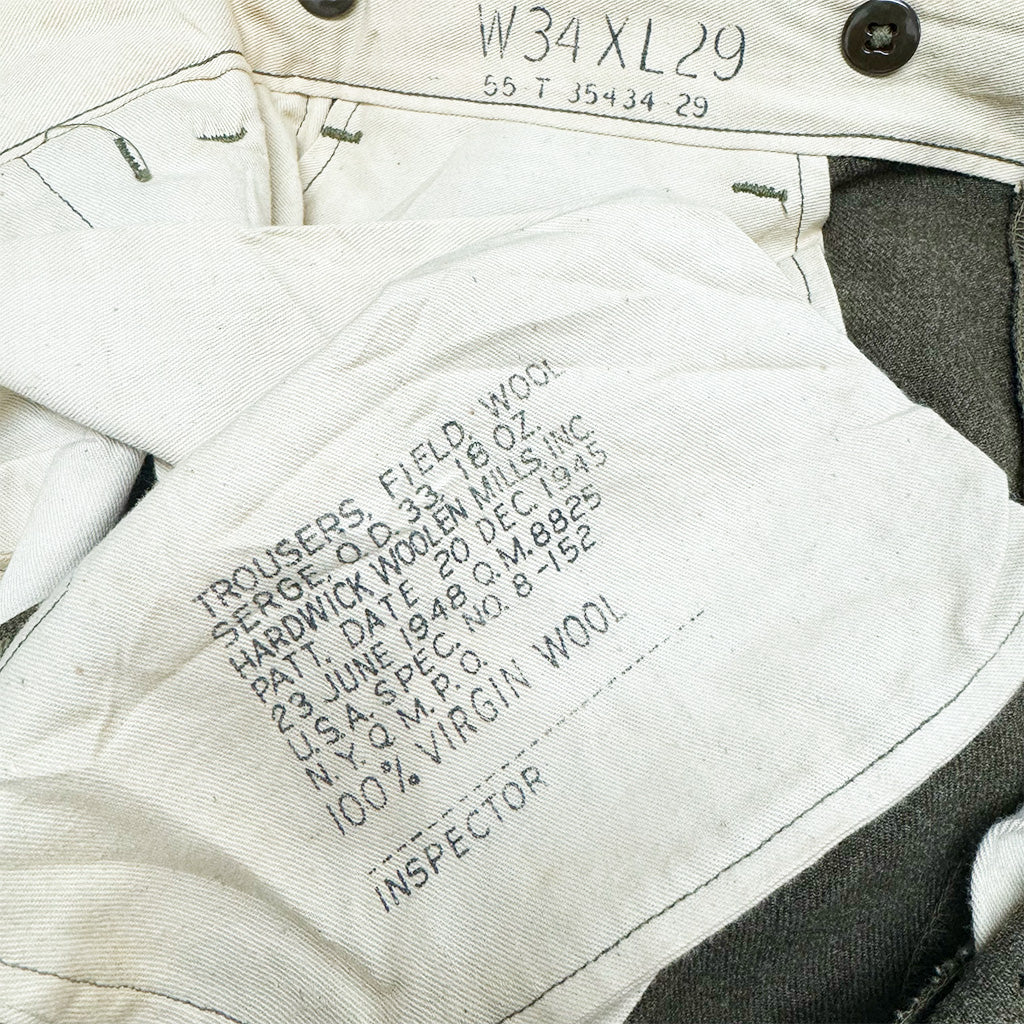 W34XL29
55-T 35434-29
TROUSERS, FIELD, WOOL
SERGE, O.D. 33, 18 OZ.
HARDWICK WOOLEN MILLS, INC.
PATT. DATE 20 DEC. 1945
23 JUNE 1948 Q.M. 8825
U.S.A. SPEC. NO. 8-152
N.Y.Q.M.P.O.
100% VIRGIN WOOL
INSPECTOR